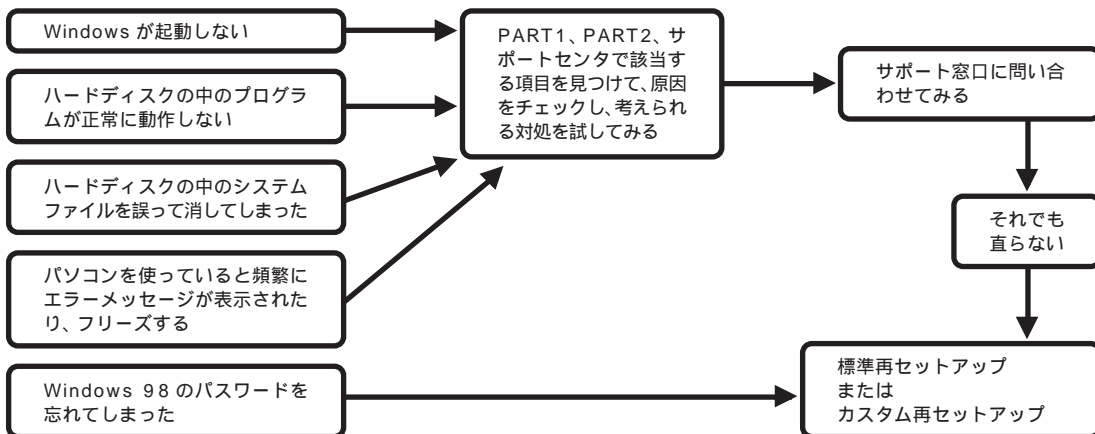 Windows が起動しない
ハードディスクの中のプログラ
ムが正常に動作しない
ハードディスクの中のシステム
ファイルを誤って消してしまった
パソコンを使っていると頻繁に
エラーメッセージが表示された
り、フリーズする
Windows 98 のパスワードを
忘れてしまった
PART1、PART2、サ
ポートセンタで該当す
る項目を見つけて、原因
をチェックし、考えられ
る対処を試してみる
サポート窓口に問い合
わせてみる
それでも
直らない
標準再セットアップ
または
カスタム再セットアップ